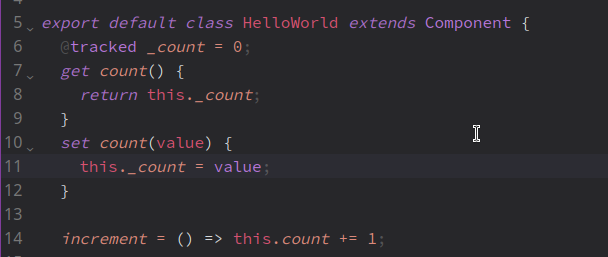 5 export default class HelloWorld extends Component {
6 @tracked _count = 0;
7 get count() {
8 return this._count;
9 }
10 set count(value) {
11 this._count = value;
12 }
13
14 increment = () => this.count += 1;